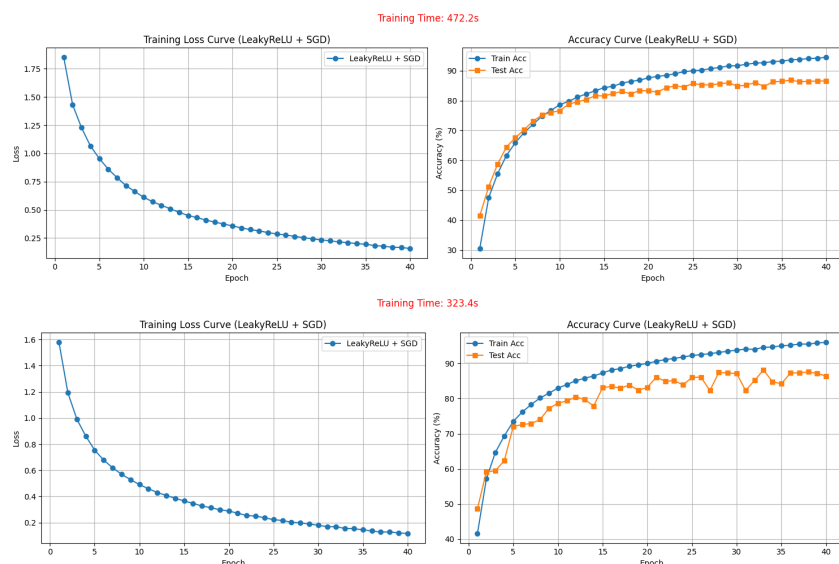 Training Time: 472.2s
Training Loss Curve (LeakyReLU + SGD)
LeakyReLU + SGD
1.75
1.50
1.25
1.00
0.75
0.50
0.25
Loss
0 5 10 15 20 25 30 35 40
Epoch
Accuracy Curve (LeakyReLU + SGD)
Train Acc
Test Acc
90
80
70
60
50
40
30
Accuracy (%)
0 5 10 15 20 25 30 35 40
Epoch
Training Time: 323.4s
Training Loss Curve (LeakyReLU + SGD)
LeakyReLU + SGD
1.6
1.4
1.2
1.0
0.8
0.6
0.4
0.2
Loss
0 5 10 15 20 25 30 35 40
Epoch
Accuracy Curve (LeakyReLU + SGD)
Train Acc
Test Acc
90
80
70
60
50
40
Accuracy (%)
0 5 10 15 20 25 30 35 40
Epoch